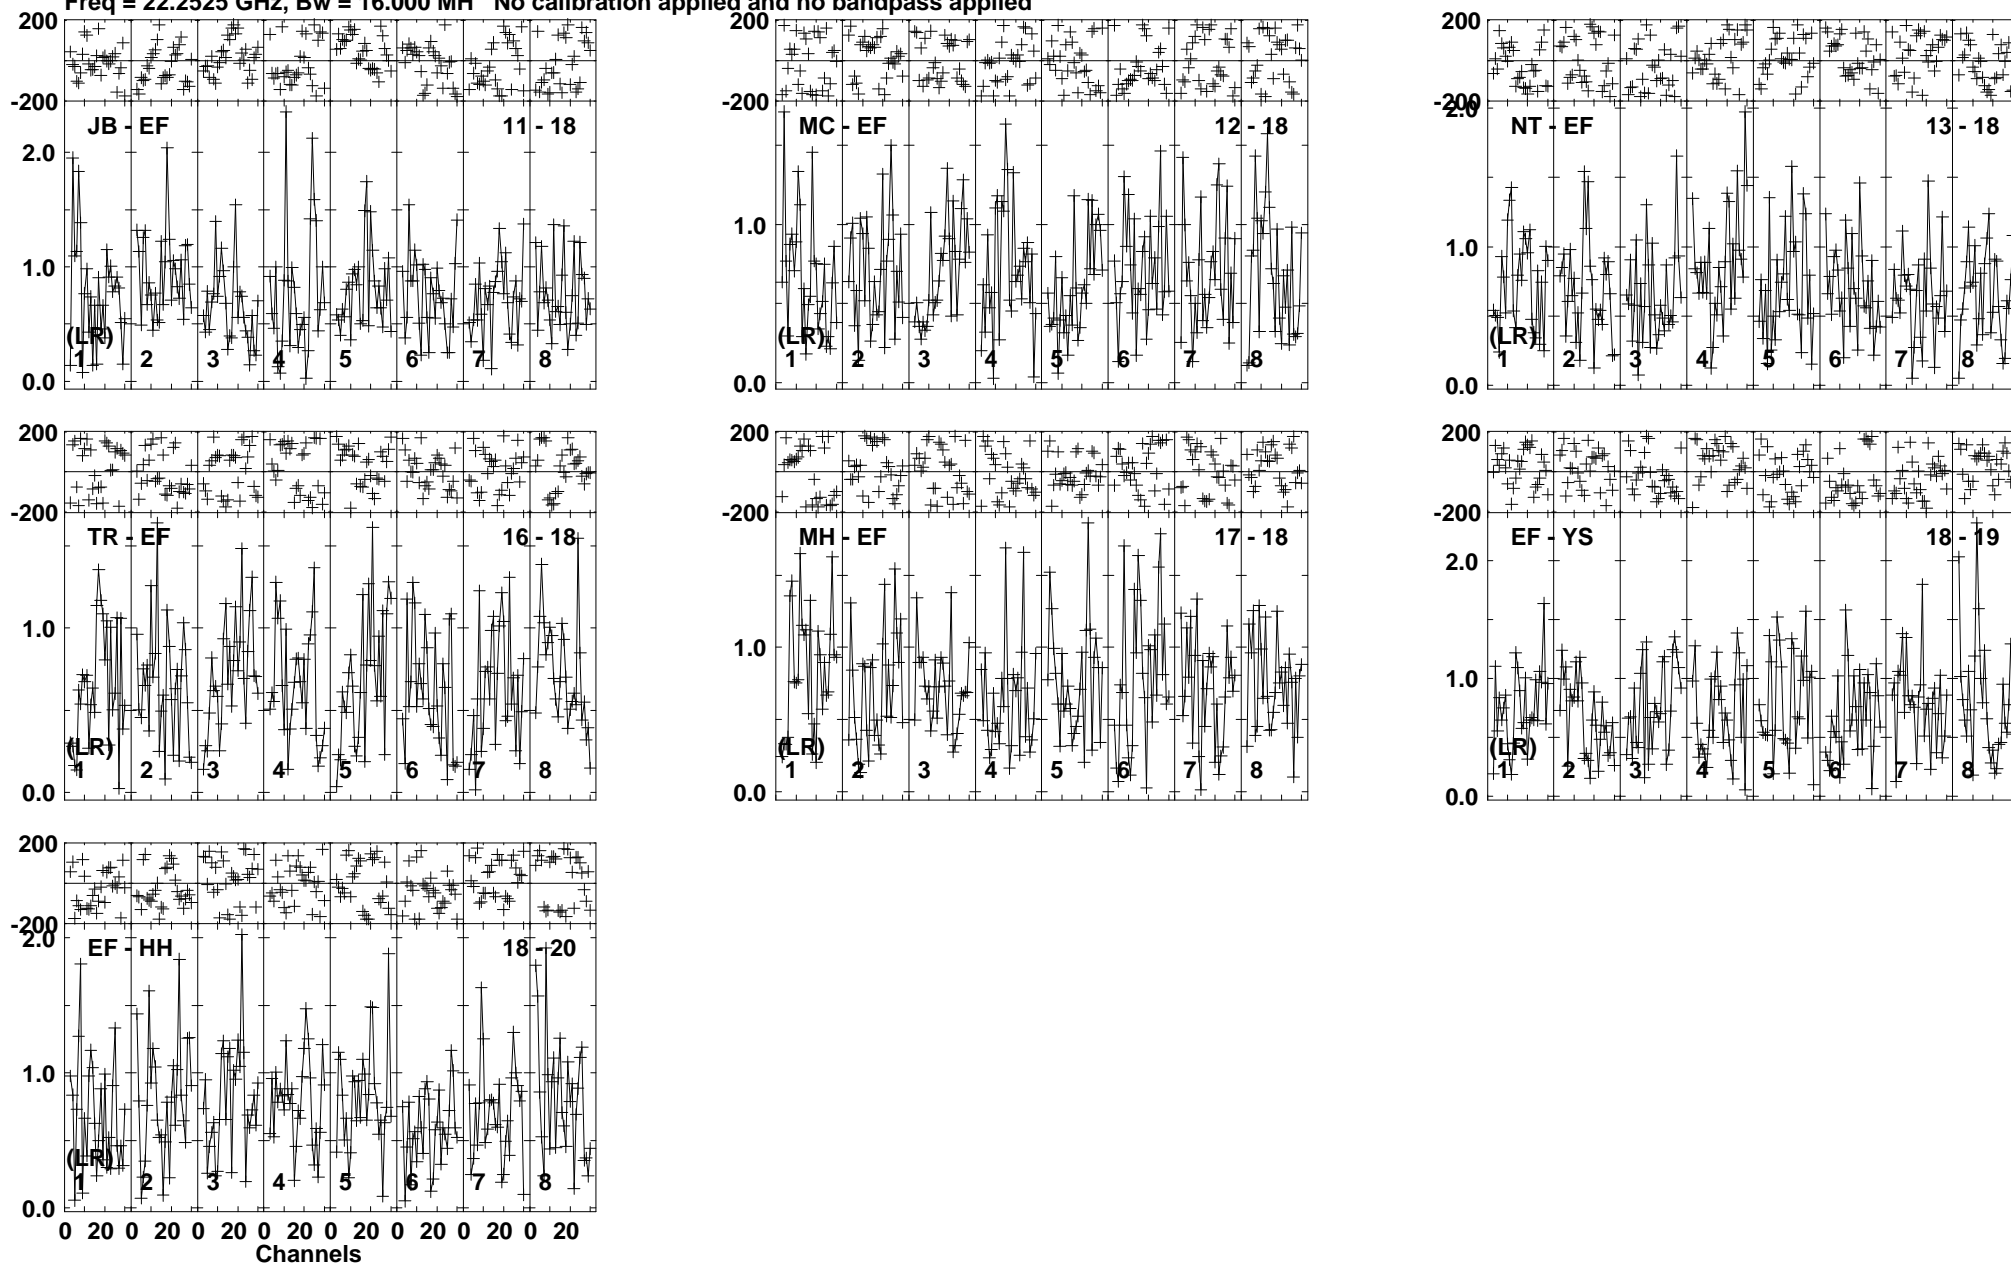 Freq = 22.2525 GHz, Bw = 16.000 MH No calibration applied and no bandpass applied
200
-200
JB - EF 11 - 18
2.0
1.0
(LR)
1 2 3 4 5 6 7 8
0.0
200
-200
MC - EF 12 - 18
1.0
(LR)
1 2 3 4 5 6 7 8
0.0
200
-200
2.0
NT - EF 13 - 18
1.0
(LR)
1 2 3 4 5 6 7 8
0.0
200
-200
TR - EF 16 - 18
1.0
(LR)
1 2 3 4 5 6 7 8
0.0
200
-200
MH - EF 17 - 18
1.0
(LR)
1 2 3 4 5 6 7 8
0.0
200
-200
EF - YS 18 - 19
2.0
1.0
(LR)
1 2 3 4 5 6 7 8
0.0
200
-200
2.0
EF - HH 18 - 20
1.0
(LR)
1 2 3 4 5 6 7 8
0.0
0 20 0 20 0 20 0 20 0 20 0 20 0 20 0 20
Channels